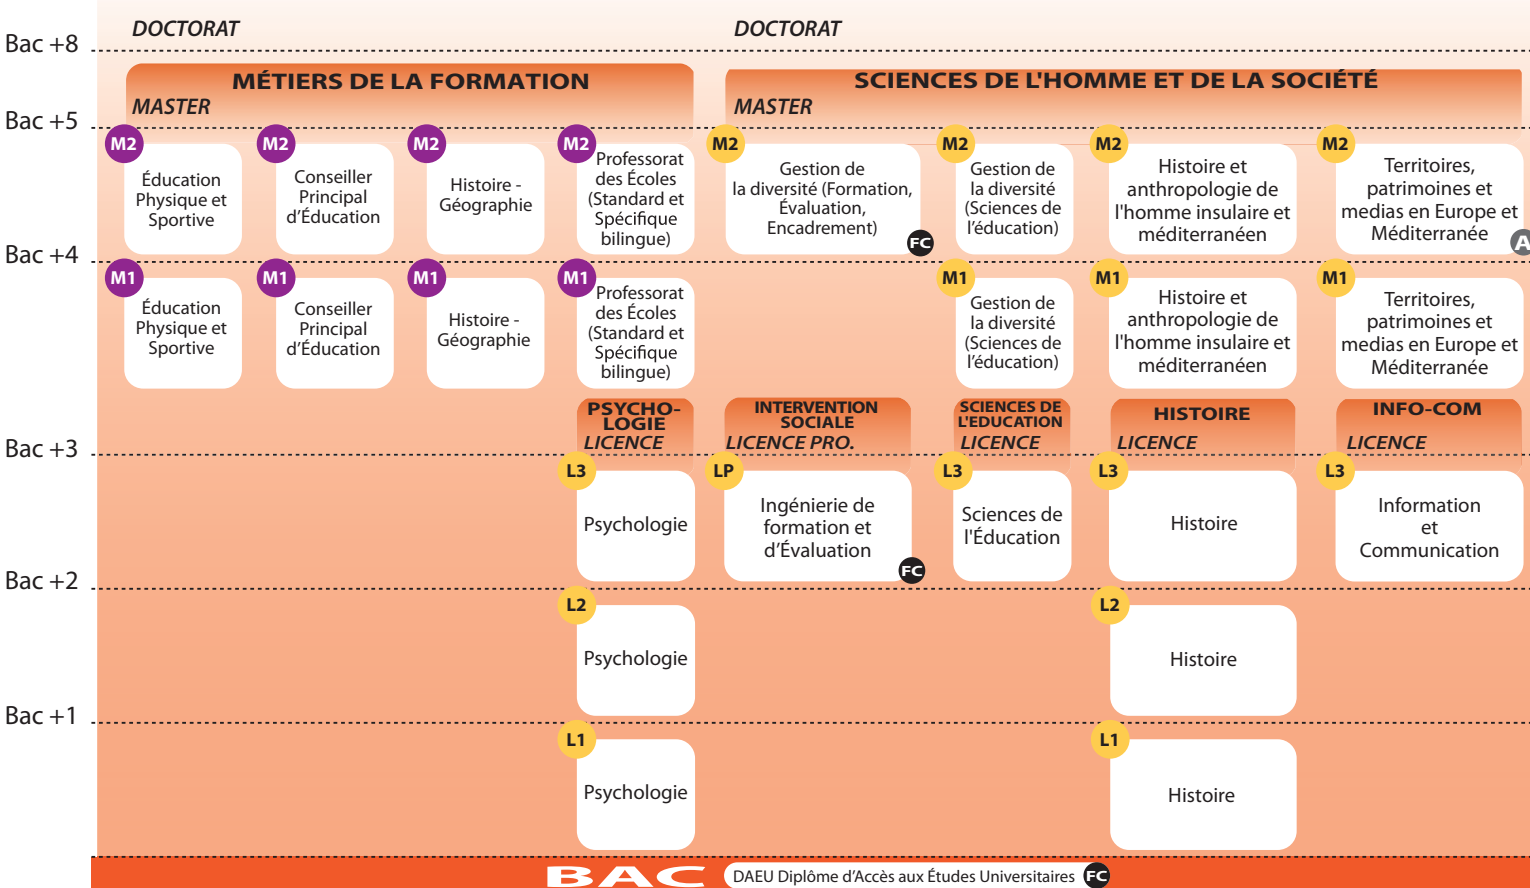 DOCTORAT
DOCTORAT
Bac +8
MÉTIERS DE LA FORMATION
SCIENCES DE L'HOMME ET DE LA SOCIÉTÉ
MASTER
MASTER
Bac +5
M2
Éducation
Physique et
Sportive
M2
Conseiller
Principal
d'Éducation
M2
Histoire -
Géographie
M2
Professorat
des Écoles
(Standard et
Spécifique
bilingue)
M2
Gestion de
la diversité (Formation,
Évaluation,
Encadrement)
FC
M2
Gestion de
la diversité
(Sciences de
l'éducation)
M2
Histoire et
anthropologie de
l'homme insulaire et
méditerranéen
M2
Territoires,
patrimoines et
medias en Europe et
Méditerranée
A
Bac +4
M1
Éducation
Physique et
Sportive
M1
Conseiller
Principal
d'Éducation
M1
Histoire -
Géographie
M1
Professorat
des Écoles
(Standard et
Spécifique
bilingue)
M1
Gestion de
la diversité
(Sciences de
l'éducation)
M1
Histoire et
anthropologie de
l'homme insulaire et
méditerranéen
M1
Territoires,
patrimoines et
medias en Europe et
Méditerranée
PSYCHO-
LOGIE
LICENCE
INTERVENTION
SOCIALE
LICENCE PRO.
SCIENCES DE
L'EDUCATION
LICENCE
HISTOIRE
LICENCE
INFO-COM
LICENCE
Bac +3
L3
Psychologie
LP
Ingénierie de
formation et
d'Évaluation
FC
L3
Sciences de
l'Éducation
L3
Histoire
L3
Information
et
Communication
Bac +2
L2
Psychologie
L2
Histoire
Bac +1
L1
Psychologie
L1
Histoire
BAC
DAEU Diplôme d'Accès aux Études Universitaires
FC